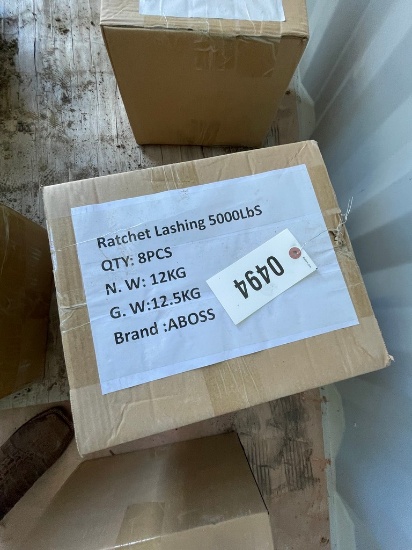 Ratchet Lashing 5000LbS
QTY: 8PCS
N. W: 12KG
G. W:12.5KG
Brand :ABOSS
0494